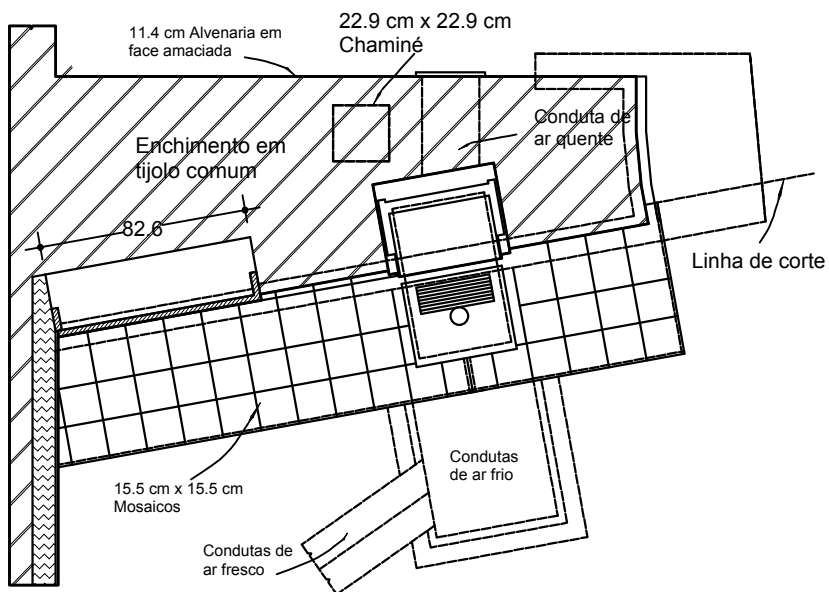 11.4 cm Alvenaria em
face amaciada
22.9 cm x 22.9 cm
Chaminé
Conduta de
ar quente
Enchimento em
tijolo comum
82.6
Linha de corte
15.5 cm x 15.5 cm
Mosaicos
Condutas
de ar frio
Condutas de
ar fresco